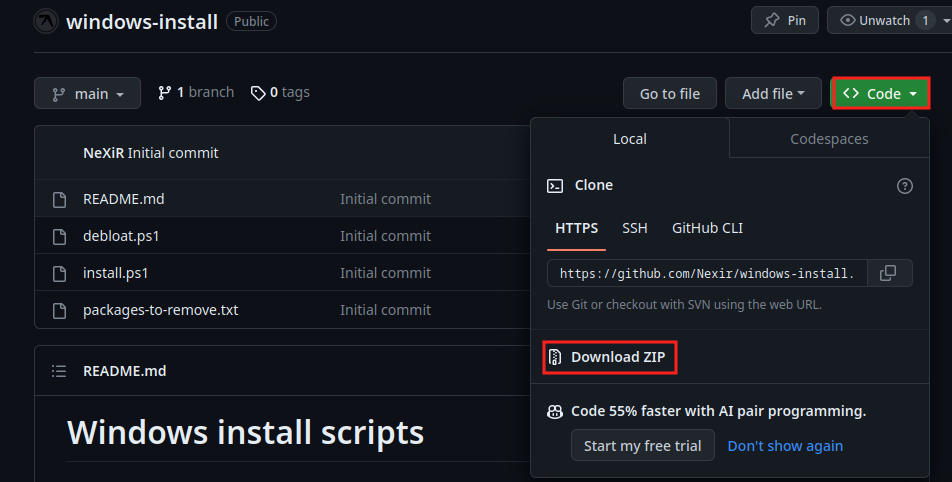 windows-install Public Pin Unwatch 1
main 1 branch 0 tags Go to file Add file Code
NeXiR Initial commit
README.md Initial commit
debloat.ps1 Initial commit
install.ps1 Initial commit
packages-to-remove.txt Initial commit
README.md
Windows install scripts
Local Codespaces
Clone
HTTPS SSH GitHub CLI
https://github.com/Nexir/windows-install.
Use Git or checkout with SVN using the web URL.
Download ZIP
Code 55% faster with AI pair programming.
Start my free trial Don't show again